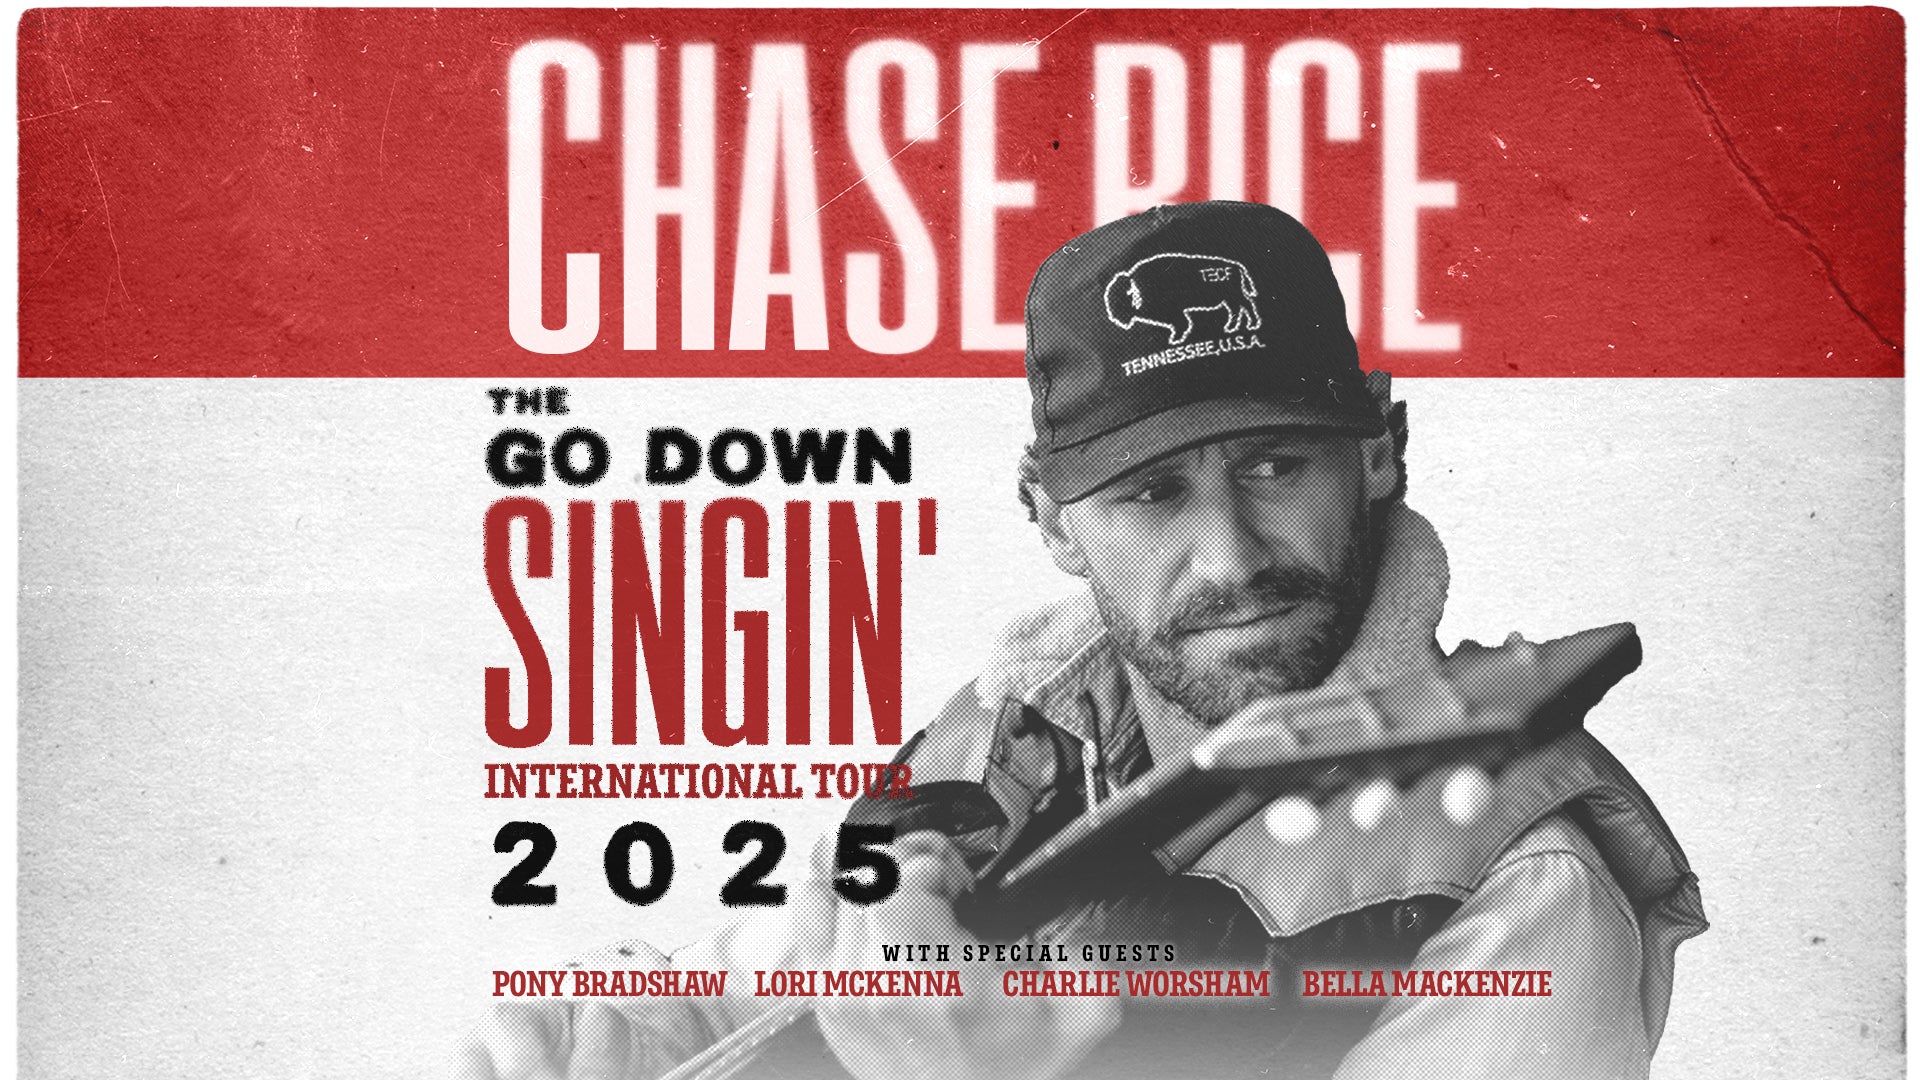 CHASE RICE
TECF
TENNESSEE, U.S.A.
THE
GO DOWN
SINGIN'
INTERNATIONAL TOUR
2025
WITH SPECIAL GUESTS
PONY BRADSHAW LORI MCKENNA CHARLIE WORSHAM BELLA MACKENZIE